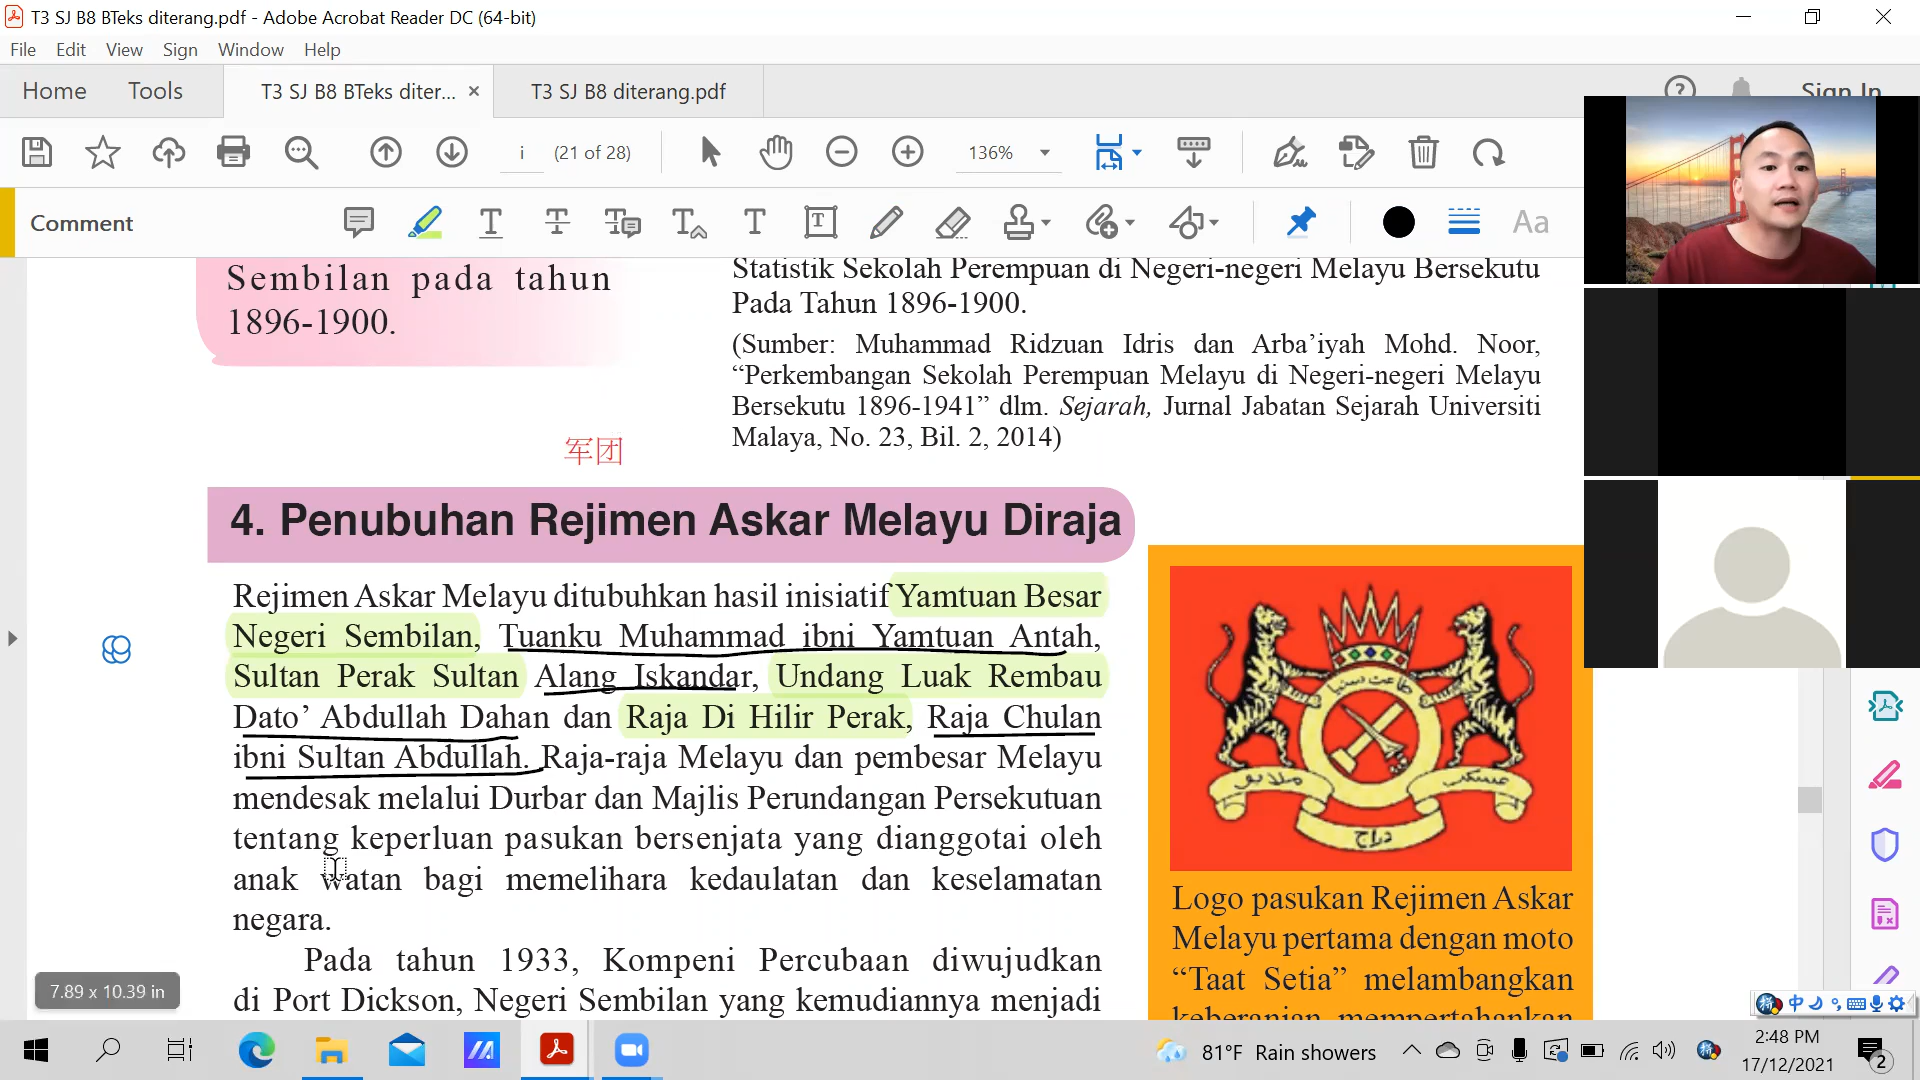 T3 SJ B8 BTeks diterang.pdf - Adobe Acrobat Reader DC (64-bit)
File Edit View Sign Window Help
Home Tools T3 SJ B8 BTeks diter... × T3 SJ B8 diterang.pdf Sign In
i (21 of 28) 136%
Comment
Aa
Sembilan pada tahun
1896-1900.
Statistik Sekolah Perempuan di Negeri-negeri Melayu Bersekutu
Pada Tahun 1896-1900.
(Sumber: Muhammad Ridzuan Idris dan Arba’iyah Mohd. Noor,
“Perkembangan Sekolah Perempuan Melayu di Negeri-negeri Melayu
Bersekutu 1896-1941” dlm. Sejarah, Jurnal Jabatan Sejarah Universiti
Malaya, No. 23, Bil. 2, 2014)
军团
4. Penubuhan Rejimen Askar Melayu Diraja
Rejimen Askar Melayu ditubuhkan hasil inisiatif Yamtuan Besar
Negeri Sembilan, Tuanku Muhammad ibni Yamtuan Antah,
Sultan Perak Sultan Alang Iskandar, Undang Luak Rembau
Dato’ Abdullah Dahan dan Raja Di Hilir Perak, Raja Chulan
ibni Sultan Abdullah. Raja-raja Melayu dan pembesar Melayu
mendesak melalui Durbar dan Majlis Perundangan Persekutuan
tentang keperluan pasukan bersenjata yang dianggotai oleh
anak watan bagi memelihara kedaulatan dan keselamatan
negara.
Pada tahun 1933, Kompeni Percubaan diwujudkan
di Port Dickson, Negeri Sembilan yang kemudiannya menjadi
عسكر
ملايو
دراج
Logo pasukan Rejimen Askar
Melayu pertama dengan moto
“Taat Setia” melambangkan
keberanian mempertahankan
7.89 x 10.39 in
中
81°F Rain showers
2:48 PM
17/12/2021
2